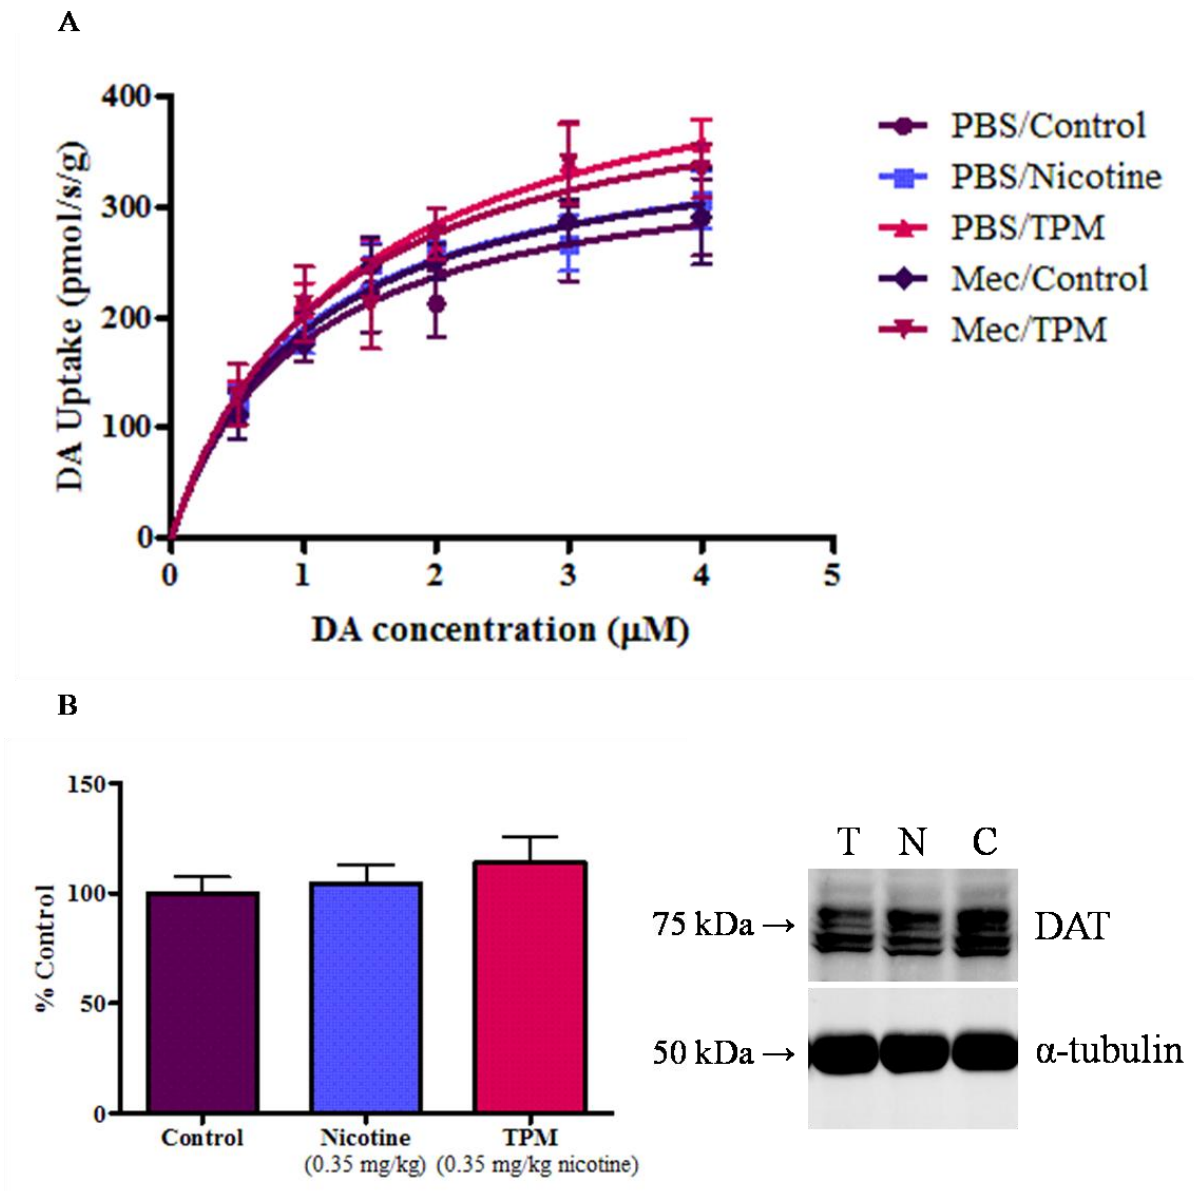 A
400
300
200
100
0
DA Uptake (pmol/s/g)
0 1 2 3 4 5
DA concentration (μM)
PBS/Control
PBS/Nicotine
PBS/TPM
Mec/Control
Mec/TPM
B
150
100
50
0
% Control
Control Nicotine TPM
(0.35 mg/kg) (0.35 mg/kg nicotine)
T N C
75 kDa → DAT
50 kDa → α-tubulin